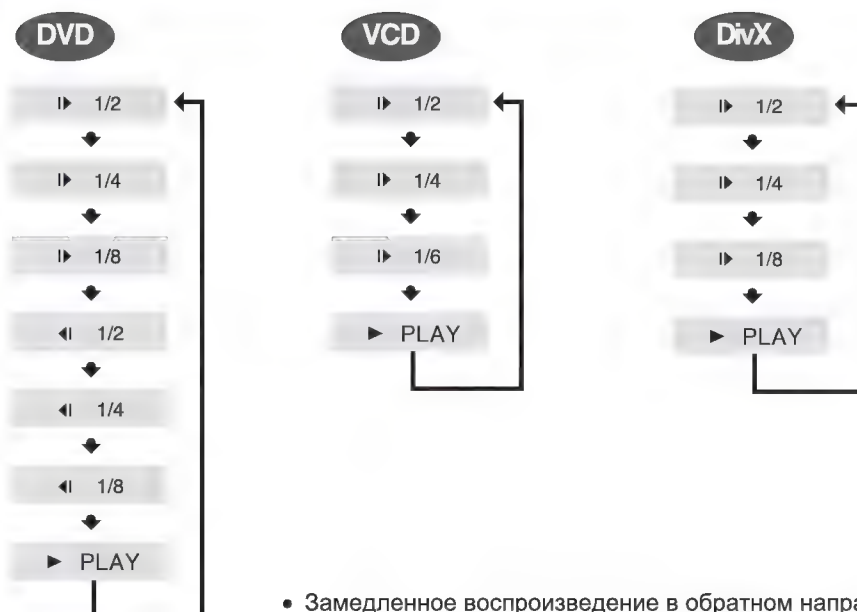 DVD
I▶ 1/2
I▶ 1/4
I▶ 1/8
◀I 1/2
◀I 1/4
◀I 1/8
► PLAY
VCD
I▶ 1/2
I▶ 1/4
I▶ 1/6
► PLAY
DivX
I▶ 1/2
I▶ 1/4
I▶ 1/8
► PLAY
• Замедленное воспроизведение в обратном